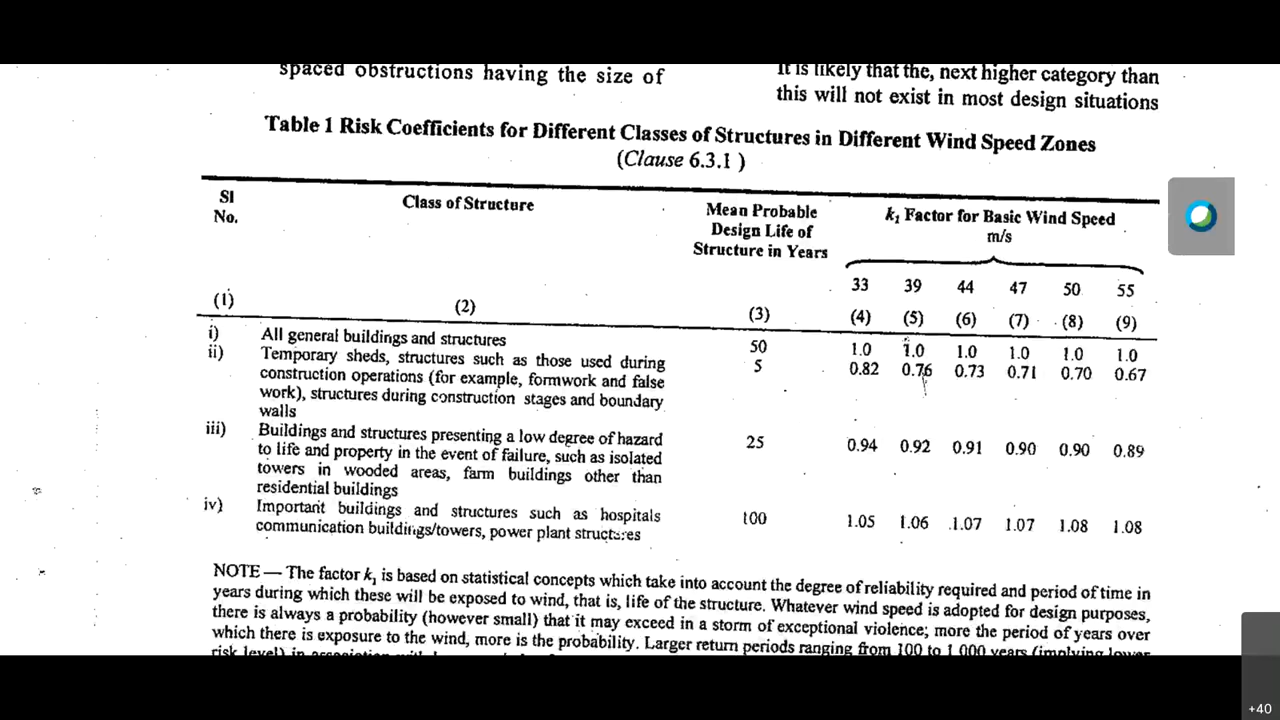 spaced obstructions having the size of
It is likely that the, next higher category than
this will not exist in most design situations
Table 1 Risk Coefficients for Different Classes of Structures in Different Wind Speed Zones
(Clause 6.3.1 )
Sl No. Class of Structure Mean Probable Design Life of Structure in Years k1 Factor for Basic Wind Speed m/s
33 39 44 47 50 55
(1) (2) (3) (4) (5) (6) (7) (8) (9)
i) All general buildings and structures 50 1.0 1.0 1.0 1.0 1.0 1.0
ii) Temporary sheds, structures such as those used during 5 0.82 0.76 0.73 0.71 0.70 0.67
construction operations (for example, formwork and false
work), structures during construction stages and boundary
walls
iii) Buildings and structures presenting a low degree of hazard 25 0.94 0.92 0.91 0.90 0.90 0.89
to life and property in the event of failure, such as isolated
towers in wooded areas, farm buildings other than
residential buildings
iv) Important buildings and structures such as hospitals 100 1.05 1.06 1.07 1.07 1.08 1.08
communication buildings/towers, power plant structures
NOTE — The factor k1 is based on statistical concepts which take into account the degree of reliability required and period of time in
years during which these will be exposed to wind, that is, life of the structure. Whatever wind speed is adopted for design purposes,
there is always a probability (however small) that it may exceed in a storm of exceptional violence; more the period of years over
which there is exposure to the wind, more is the probability. Larger return periods ranging from 100 to 1 000 years (implying lower
risk level) in association
+40